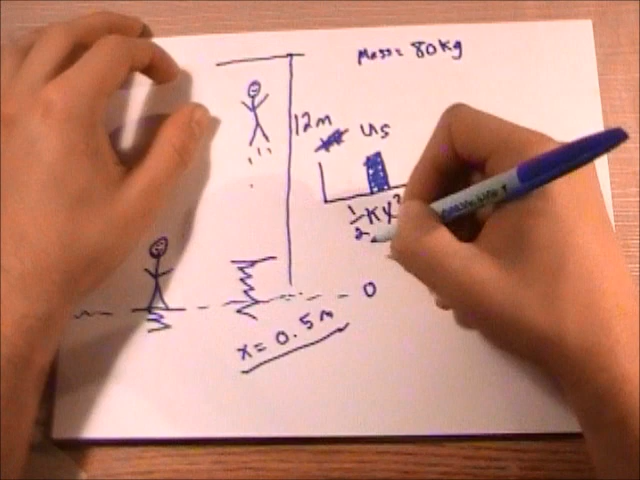 Mass= 80kg
12m
Us
1/2 Kx²
0
x= 0.5m